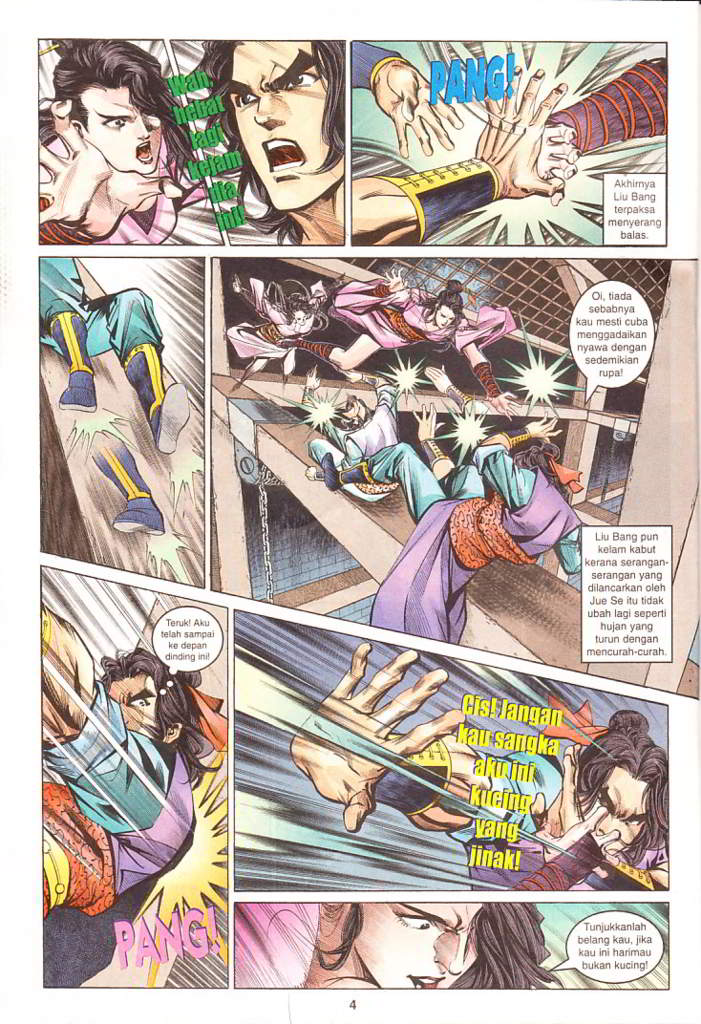 Wah,
hebat
lagi
kejam
dia
ini!
PANG!
Akhirnya
Liu Bang
terpaksa
menyerang
balas.
Oi, tiada
sebabnya
kau mesti cuba
menggadaikan
nyawa dengan
sedemikian
rupa!
Liu Bang pun
kelam kabut
kerana serangan-
serangan yang
dilancarkan oleh
Jue Se itu tidak
ubah lagi seperti
hujan yang
turun dengan
mencurah-curah.
Teruk! Aku
telah sampai
ke depan
dinding ini!
PANG!
Cis! Jangan
kau sangka
aku ini
kucing
yang
jinak!
Tunjukkanlah
belang kau, jika
kau ini harimau
bukan kucing!
4